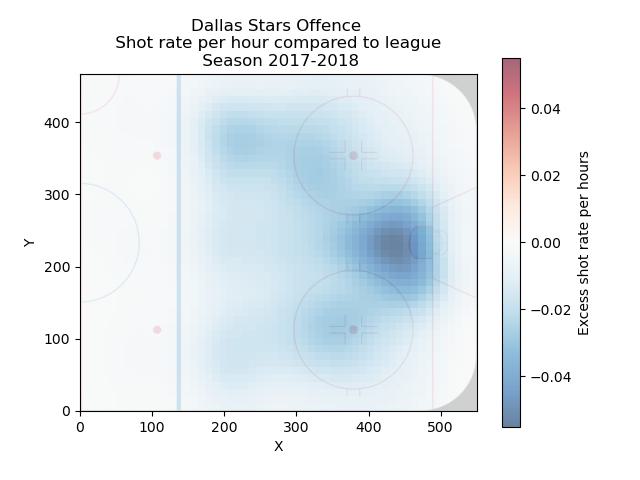 Dallas Stars Offence
Shot rate per hour compared to league
Season 2017-2018
400
300
200
100
0
Y
0 100 200 300 400 500
X
0.04
0.02
0.00
−0.02
−0.04
Excess shot rate per hours